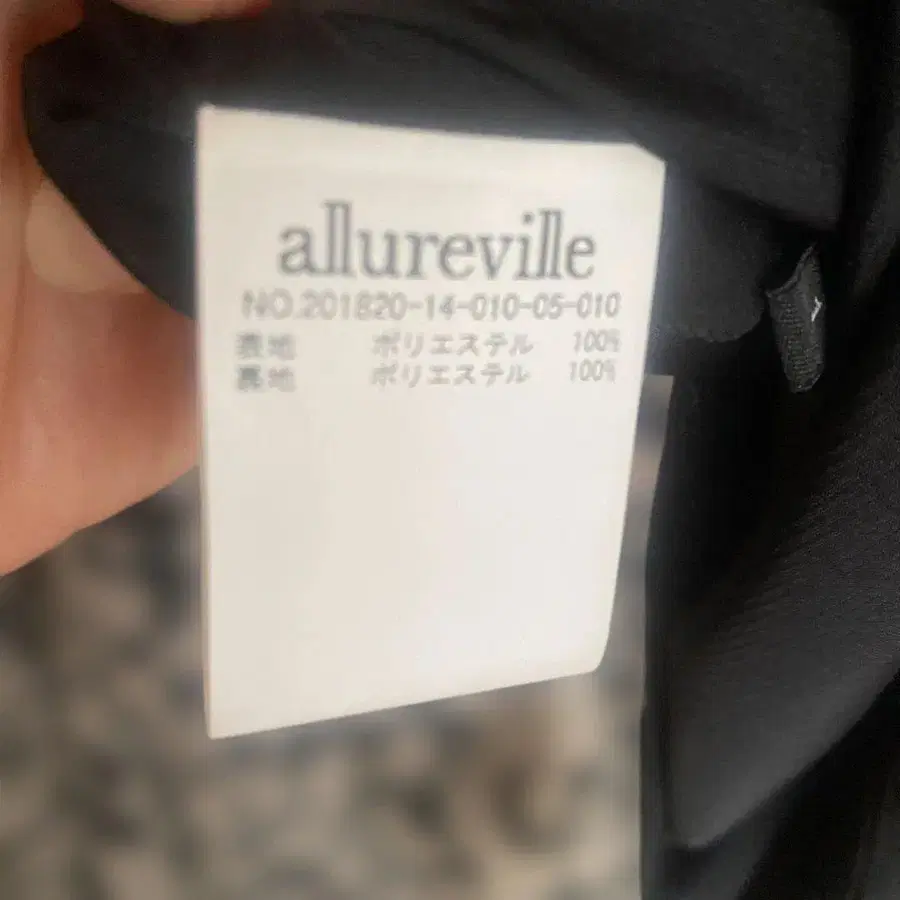 allureville
NO.201820-14-010-05-010
表地 ポリエステル 100%
裏地 ポリエステル 100%